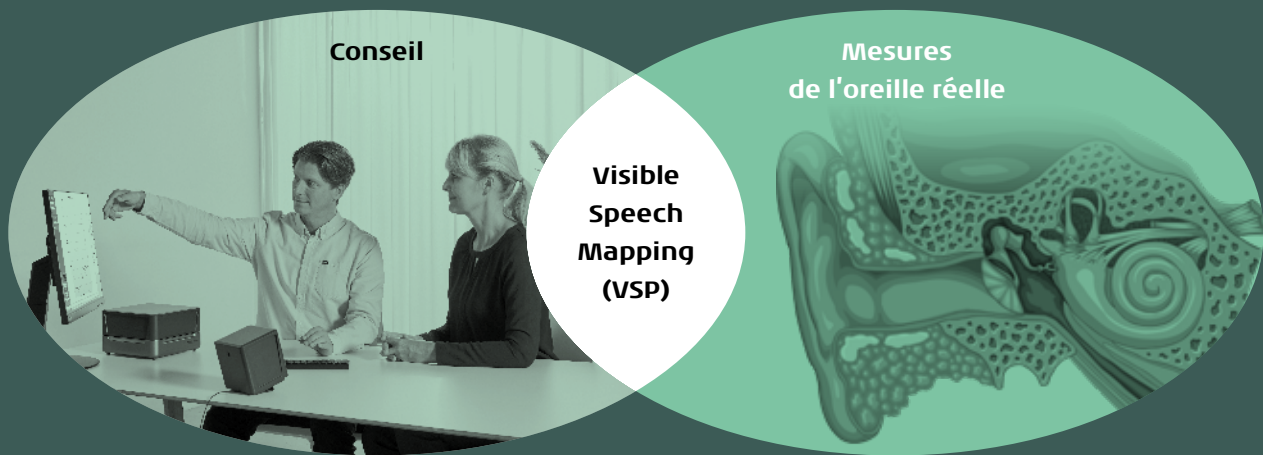 Conseil
Mesures
de l'oreille réelle
Visible
Speech
Mapping
(VSP)